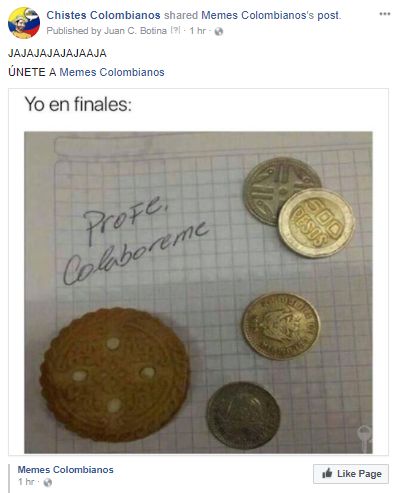 Chistes Colombianos shared Memes Colombianos's post.
Published by Juan C. Botina [?] · 1 hr ·
JAJAJAJAJAJAAJA
ÚNETE A Memes Colombianos
Yo en finales:
Profe.
Colaboreme
500
PESOS
Memes Colombianos
1 hr ·
Like Page